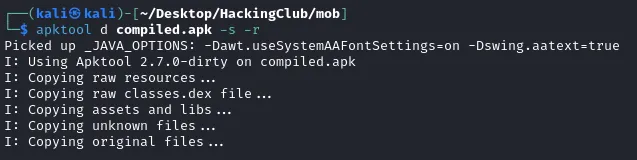 ┌──(kali㉿kali)-[~/Desktop/HackingClub/mob]
└─$ apktool d compiled.apk -s -r
Picked up _JAVA_OPTIONS: -Dawt.useSystemAAFontSettings=on -Dswing.aatext=true
I: Using Apktool 2.7.0-dirty on compiled.apk
I: Copying raw resources...
I: Copying raw classes.dex file...
I: Copying assets and libs...
I: Copying unknown files...
I: Copying original files...